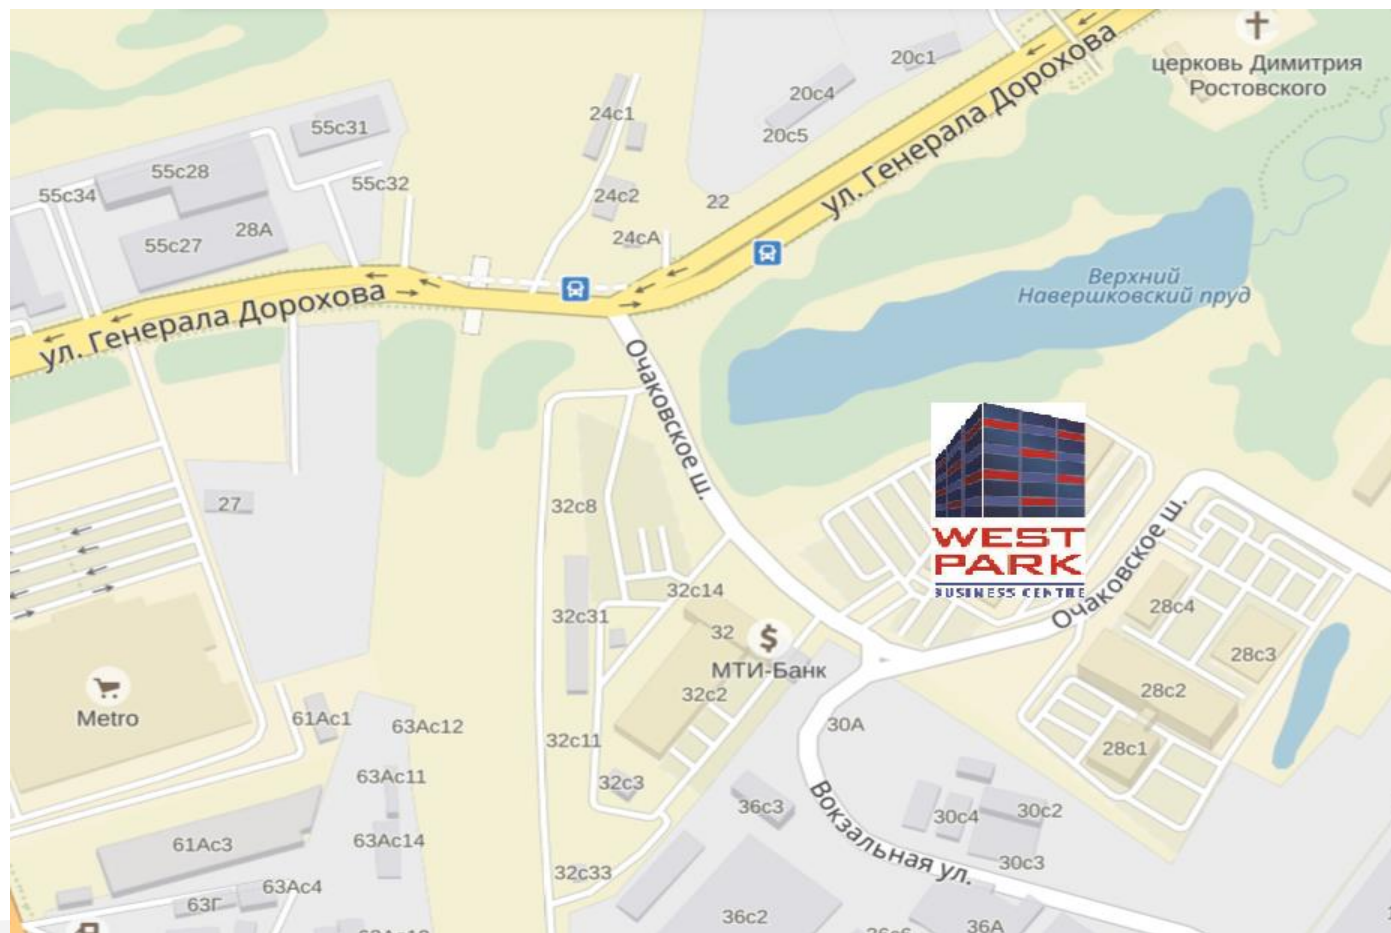 20с1
церковь Димитрия
Ростовского
20с4
24с1
55с31
20с5
ул. Генерала Дорохова
55с28
55с32
55с34
24с2
22
28А
55с27
24сА
Верхний
Навершковский пруд
ул. Генерала Дорохова
Очаковское ш.
27
32с8
WEST
PARK
BUSINESS CENTRE
Очаковское ш.
32с14
32с31
28с4
32
МТИ-Банк
28с3
32с2
28с2
Metro
61Ас1
63Ас12
30А
32с11
28с1
63Ас11
32с3
36с3
Вокзальная ул.
30с4
30с2
61Ас3
63Ас14
30с3
32с33
63Ас4
63Г
36с2
36А